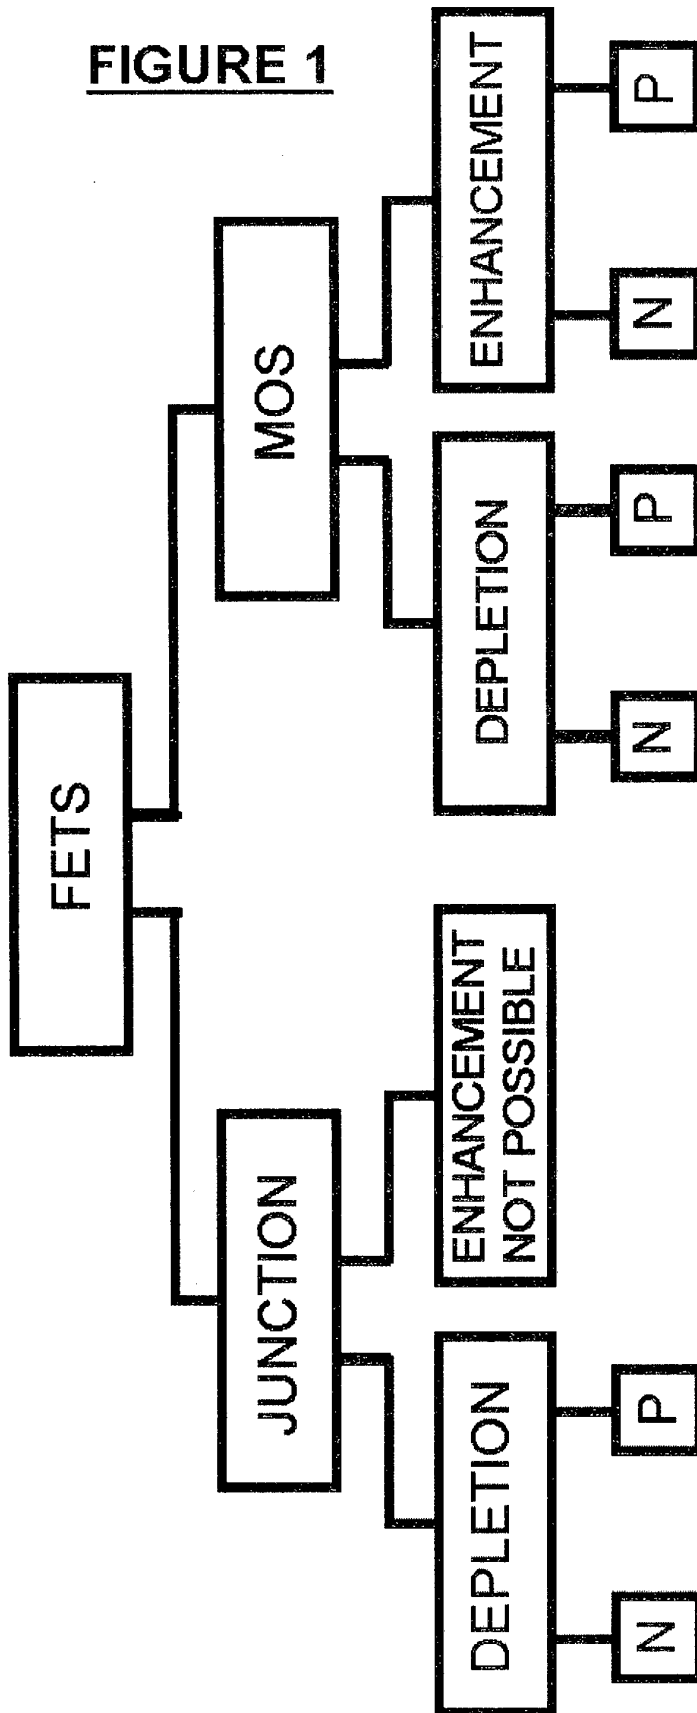 FIGURE 1
FETS
JUNCTION
MOS
DEPLETION
ENHANCEMENT
NOT POSSIBLE
DEPLETION
ENHANCEMENT
N
P
N
P
N
P